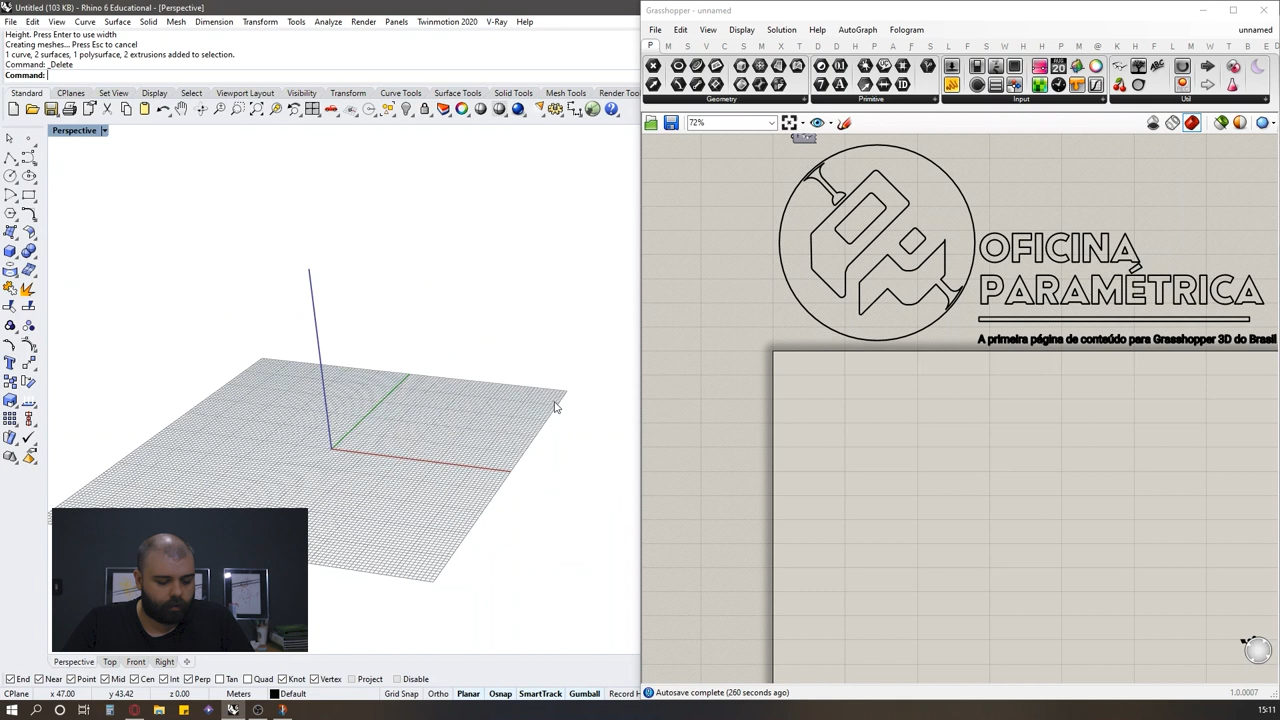 Untitled (103 KB) - Rhino 6 Educational - [Perspective]
File Edit View Curve Surface Solid Mesh Dimension Transform Tools Analyze Render Panels Twinmotion 2020 V-Ray Help
Height. Press Enter to use width
Creating meshes... Press Esc to cancel
1 curve, 2 surfaces, 1 polysurface, 2 extrusions added to selection.
Command: _Delete
Command:
Standard CPlanes Set View Display Select Viewport Layout Visibility Transform Curve Tools Surface Tools Solid Tools Mesh Tools Render Tool
Perspective
Perspective Top Front Right
End Near Point Mid Cen Int Perp Tan Quad Knot Vertex Project Disable
CPlane x 47.00 y 43.42 z 0.00 Meters Default Grid Snap Ortho Planar Osnap SmartTrack Gumball Record H
Grasshopper - unnamed
File Edit View Display Solution Help AutoGraph Fologram unnamed
Geometry Primitive Input Util
72%
OFICINA
PARAMÉTRICA
A primeira página de conteúdo para Grasshopper 3D do Brasil
Autosave complete (260 seconds ago)
1.0.0007
15:11